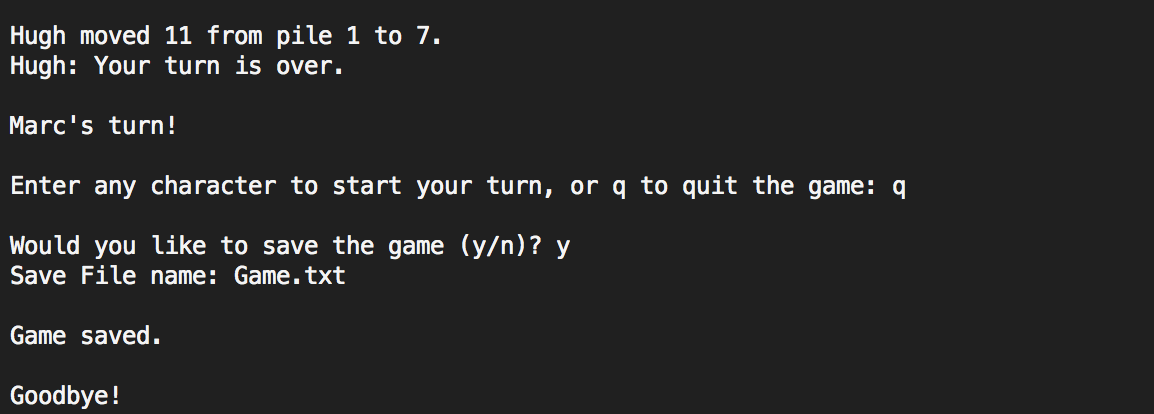 Hugh moved 11 from pile 1 to 7.
Hugh: Your turn is over.
Marc's turn!
Enter any character to start your turn, or q to quit the game: q
Would you like to save the game (y/n)? y
Save File name: Game.txt
Game saved.
Goodbye!